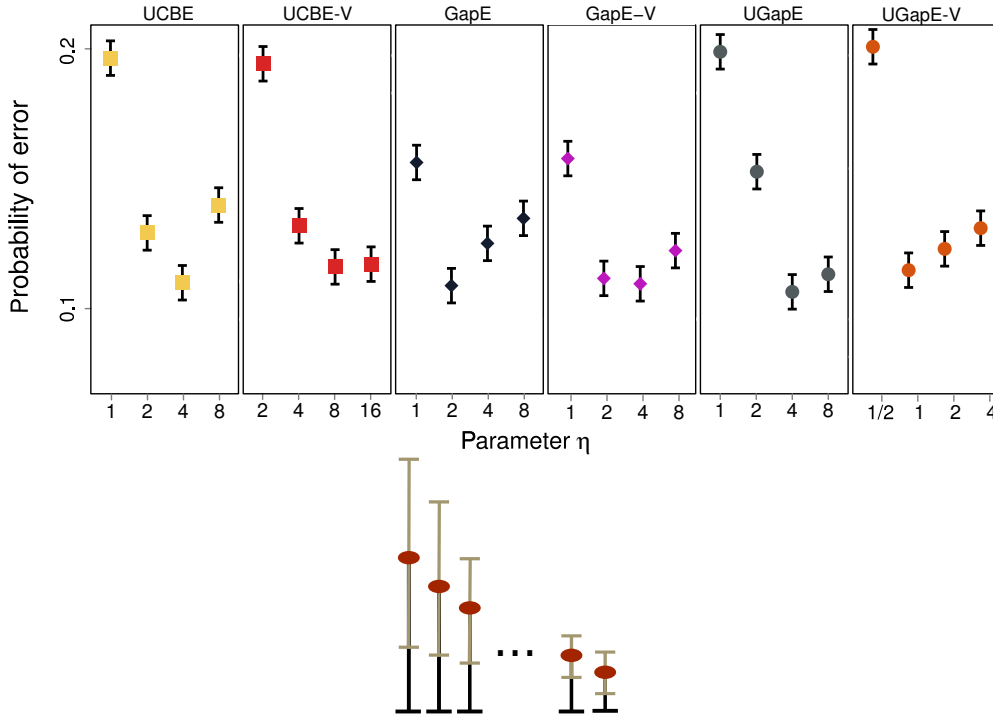 UCBE UCBE-V GapE GapE−V UGapE UGapE-V
Probability of error
0.2
0.1
1 2 4 8 2 4 8 16 1 2 4 8 1 2 4 8 1 2 4 8 1/2 1 2 4
Parameter η
...